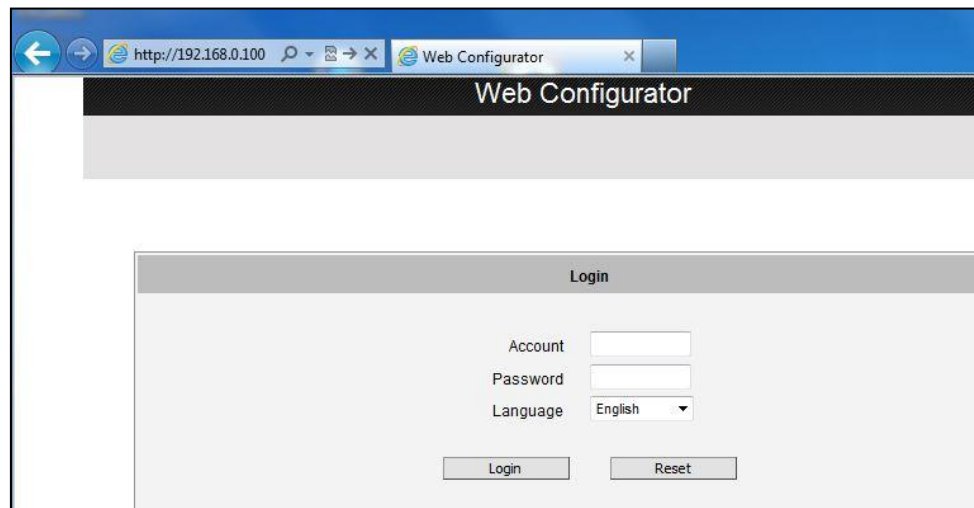 http://192.168.0.100
Web Configurator
Web Configurator
Login
Account
Password
Language English
Login Reset